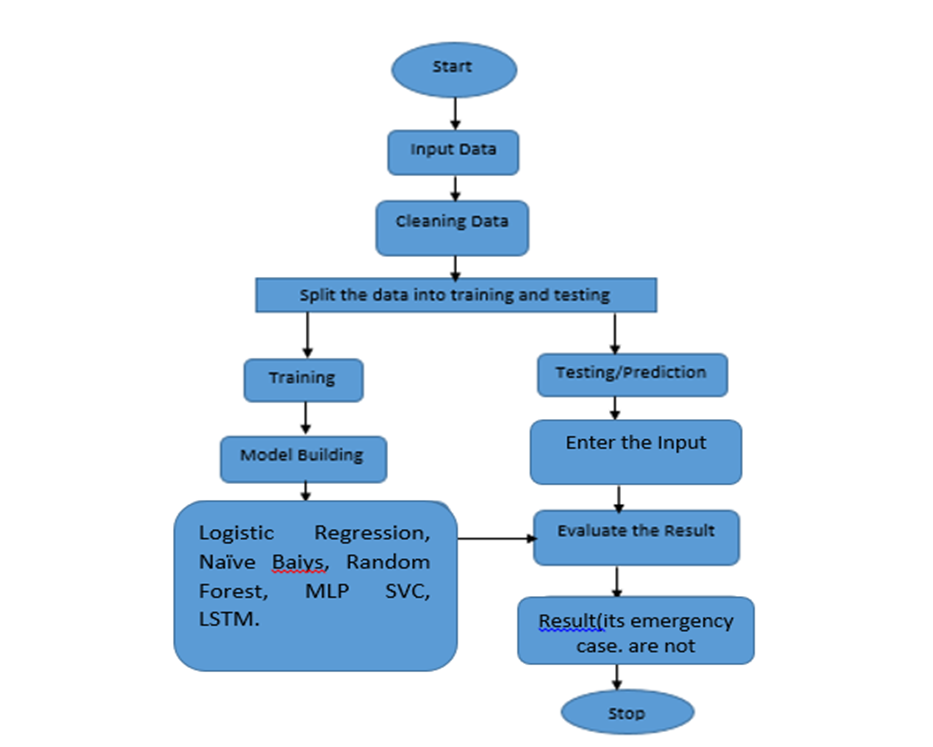 Start
Input Data
Cleaning Data
Split the data into training and testing
Training
Model Building
Logistic Regression,
Naïve Baiys, Random
Forest, MLP SVC,
LSTM.
Testing/Prediction
Enter the Input
Evaluate the Result
Result(its emergency
case. are not
Stop